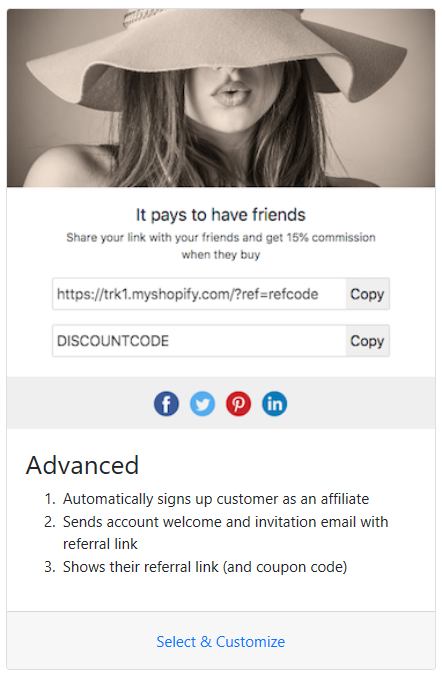 It pays to have friends
Share your link with your friends and get 15% commission
when they buy
https://trk1.myshopify.com/?ref=refcode Copy
DISCOUNTCODE Copy
Advanced
1. Automatically signs up customer as an affiliate
2. Sends account welcome and invitation email with
referral link
3. Shows their referral link (and coupon code)
Select & Customize